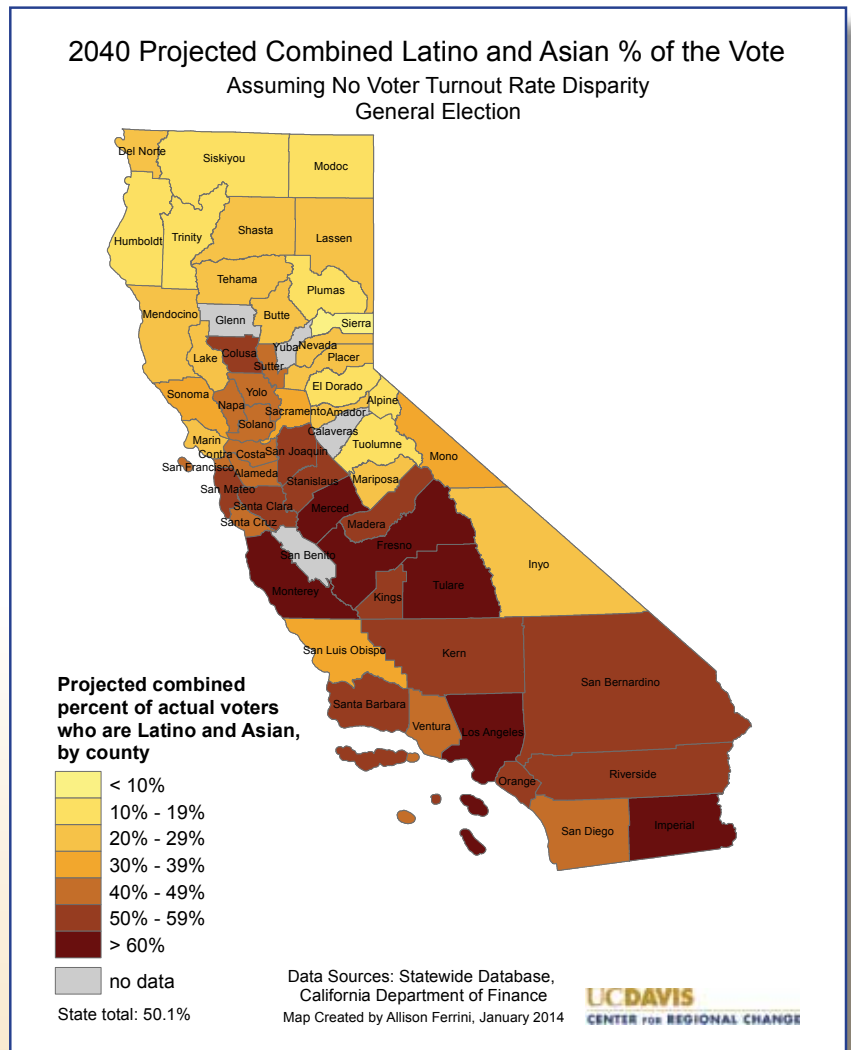 2040 Projected Combined Latino and Asian % of the Vote
Assuming No Voter Turnout Rate Disparity
General Election
Del Norte
Siskiyou
Modoc
Humboldt
Trinity
Shasta
Lassen
Tehama
Plumas
Mendocino
Glenn
Butte
Sierra
Lake
Colusa
Yuba
Nevada
Sutter
Placer
Sonoma
Napa
Yolo
El Dorado
Solano
Sacramento
Amador
Alpine
Marin
Calaveras
Contra Costa
San Joaquin
Tuolumne
Mono
San Francisco
Alameda
San Mateo
Stanislaus
Mariposa
Santa Clara
Merced
Santa Cruz
Madera
Fresno
San Benito
Inyo
Monterey
Kings
Tulare
San Luis Obispo
Kern
San Bernardino
Santa Barbara
Ventura
Los Angeles
Orange
Riverside
San Diego
Imperial
Projected combined
percent of actual voters
who are Latino and Asian,
by county
< 10%
10% - 19%
20% - 29%
30% - 39%
40% - 49%
50% - 59%
> 60%
no data
State total: 50.1%
Data Sources: Statewide Database,
California Department of Finance
Map Created by Allison Ferrini, January 2014
UCDAVIS
CENTER FOR REGIONAL CHANGE